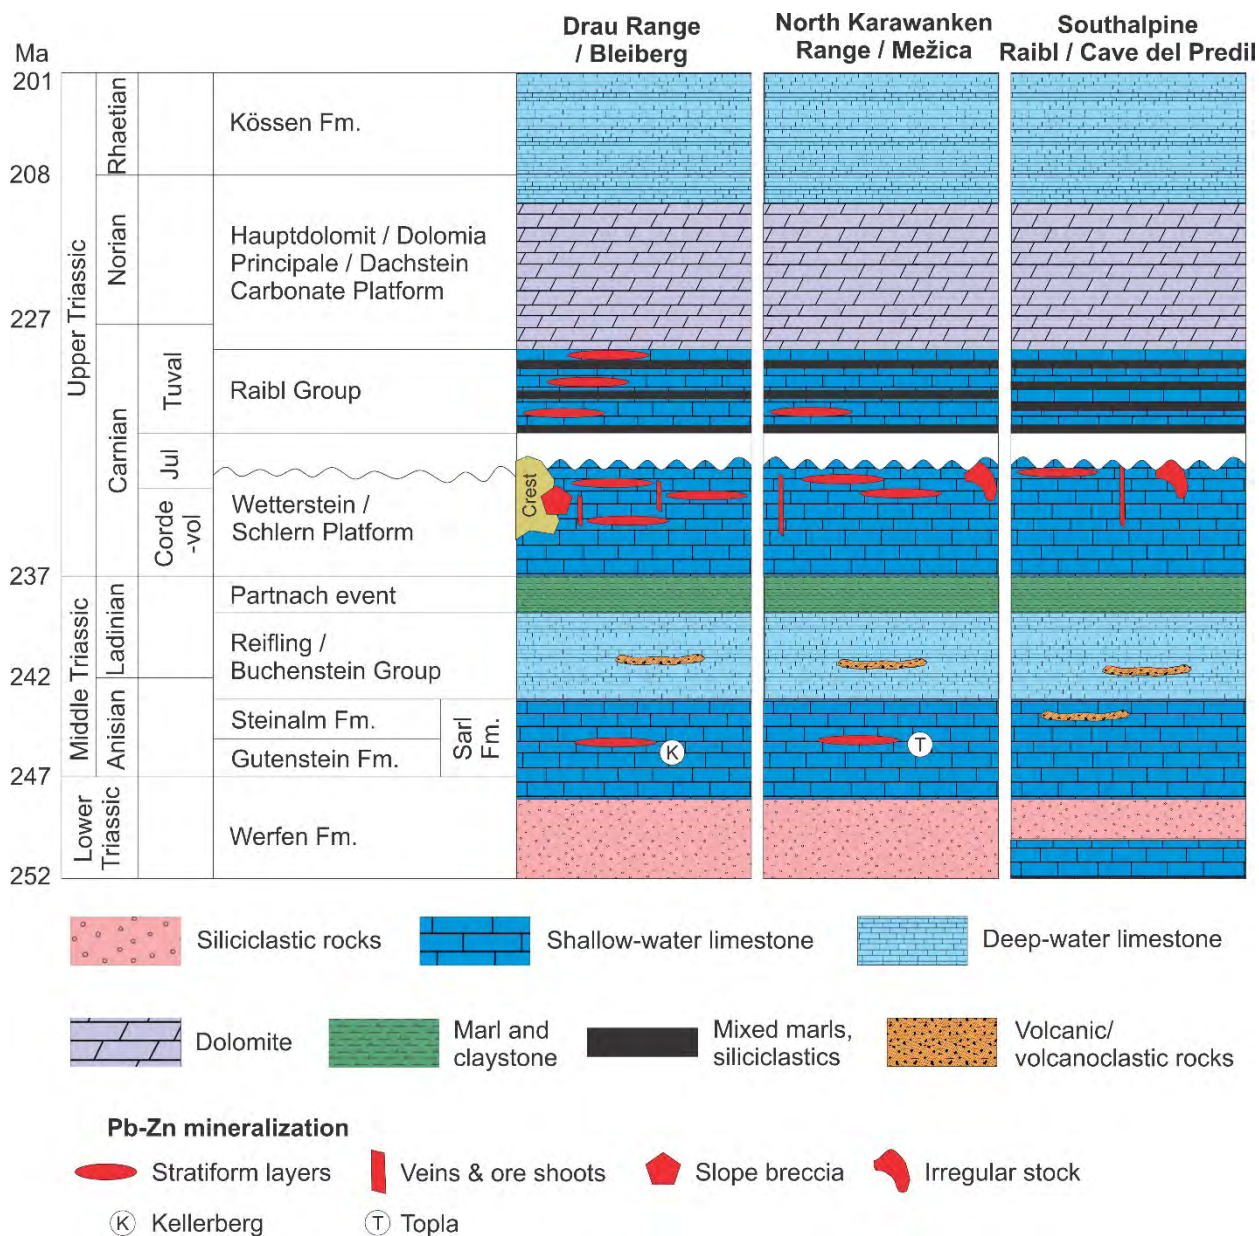 Ma
Drau Range
/ Bleiberg
North Karawanken
Range / Mežica
Southalpine
Raibl / Cave del Predil
201
208
227
237
242
247
252
Upper Triassic
Middle Triassic
Lower
Triassic
Rhaetian
Norian
Carnian
Ladinian
Anisian
Tuval
Jul
Corde
-vol
Kössen Fm.
Hauptdolomit / Dolomia
Principale / Dachstein
Carbonate Platform
Raibl Group
Wetterstein /
Schlern Platform
Partnach event
Reifling /
Buchenstein Group
Steinalm Fm.
Gutenstein Fm.
Sarl
Fm.
Werfen Fm.
Crest
K
T
Siliciclastic rocks
Shallow-water limestone
Deep-water limestone
Dolomite
Marl and
claystone
Mixed marls,
siliciclastics
Volcanic/
volcanoclastic rocks
Pb-Zn mineralization
Stratiform layers
Veins & ore shoots
Slope breccia
Irregular stock
K Kellerberg
T Topla